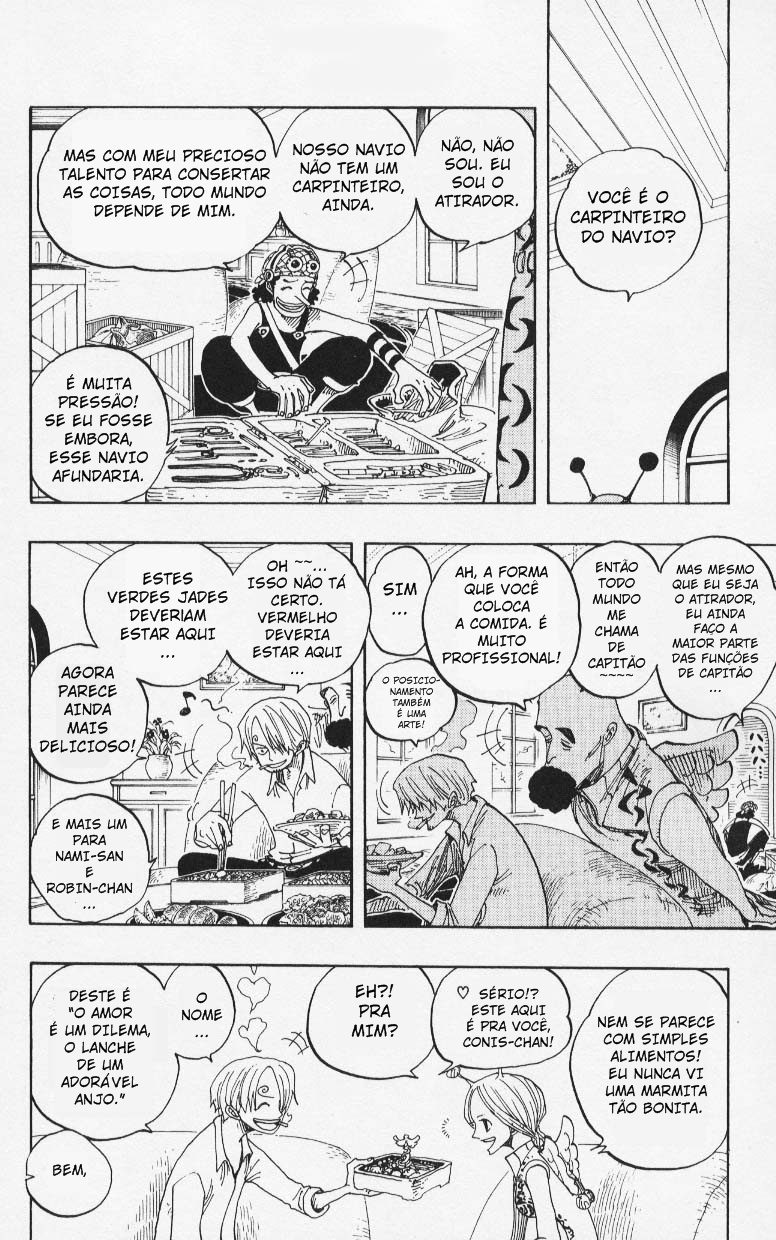 VOCÊ É O
CARPINTEIRO
DO NAVIO?
NÃO, NÃO
SOU. EU
SOU O
ATIRADOR.
NOSSO NAVIO
NÃO TEM UM
CARPINTEIRO,
AINDA.
MAS COM MEU PRECIOSO
TALENTO PARA CONSERTAR
AS COISAS, TODO MUNDO
DEPENDE DE MIM.
É MUITA
PRESSÃO!
SE EU FOSSE
EMBORA,
ESSE NAVIO
AFUNDARIA.
MAS MESMO
QUE EU SEJA
O ATIRADOR,
EU AINDA
FAÇO A
MAIOR PARTE
DAS FUNÇÕES
DE CAPITÃO
...
ENTÃO
TODO
MUNDO
ME
CHAMA
DE
CAPITÃO
~~~~
AH, A FORMA
QUE VOCÊ
COLOCA
A COMIDA. É
MUITO
PROFISSIONAL!
SIM
...
O POSICIO-
NAMENTO
TAMBÉM
É UMA
ARTE!
OH ~~...
ISSO NÃO TÁ
CERTO.
VERMELHO
DEVERIA
ESTAR AQUI
...
ESTES
VERDES JADES
DEVERIAM
ESTAR AQUI
...
AGORA
PARECE
AINDA
MAIS
DELICIOSO!
E MAIS UM
PARA
NAMI-SAN
E
ROBIN-CHAN
...
NEM SE PARECE
COM SIMPLES
ALIMENTOS!
EU NUNCA VI
UMA MARMITA
TÃO BONITA.
♡ SÉRIO!?
ESTE AQUI
É PRA VOCÊ,
CONIS-CHAN!
EH?!
PRA
MIM?
O
NOME
...
DESTE É
"O AMOR
É UM DILEMA,
O LANCHE
DE UM
ADORÁVEL
ANJO."
BEM,